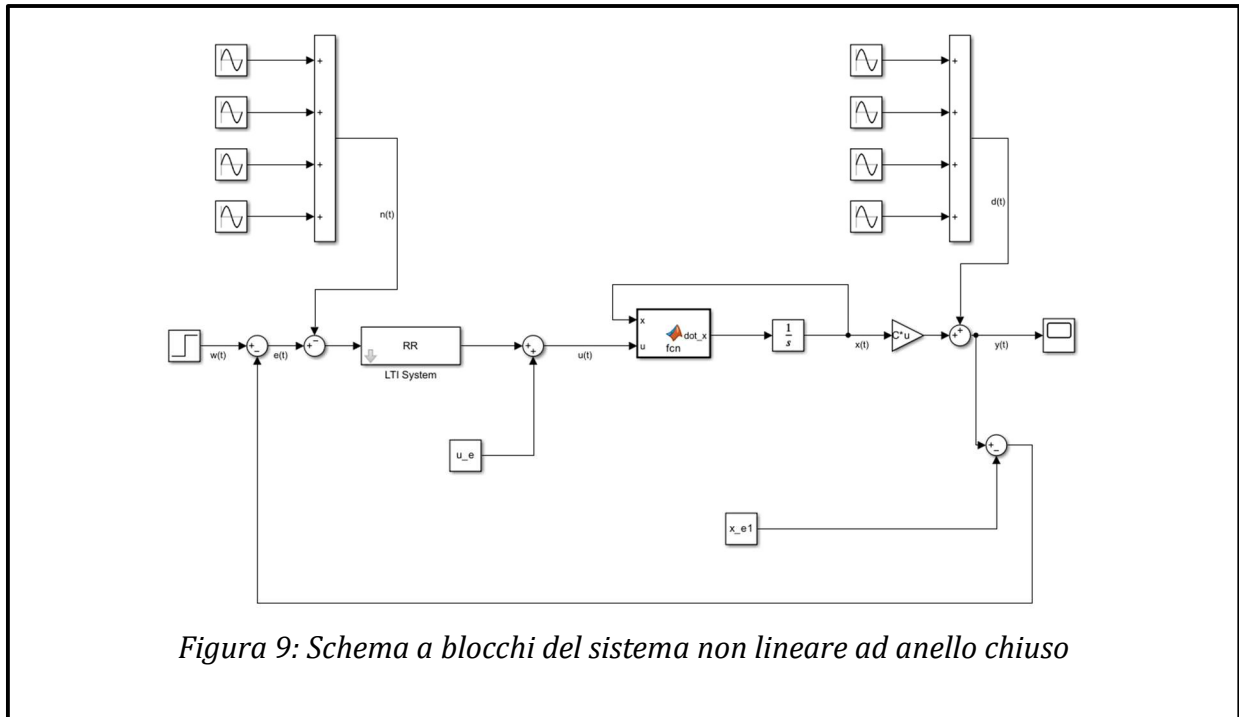 n(t)
d(t)
w(t)
e(t)
RR
LTI System
u(t)
x
u
fcn
dot_x
1
s
x(t)
C*u
y(t)
u_e
x_e1
Figura 9: Schema a blocchi del sistema non lineare ad anello chiuso